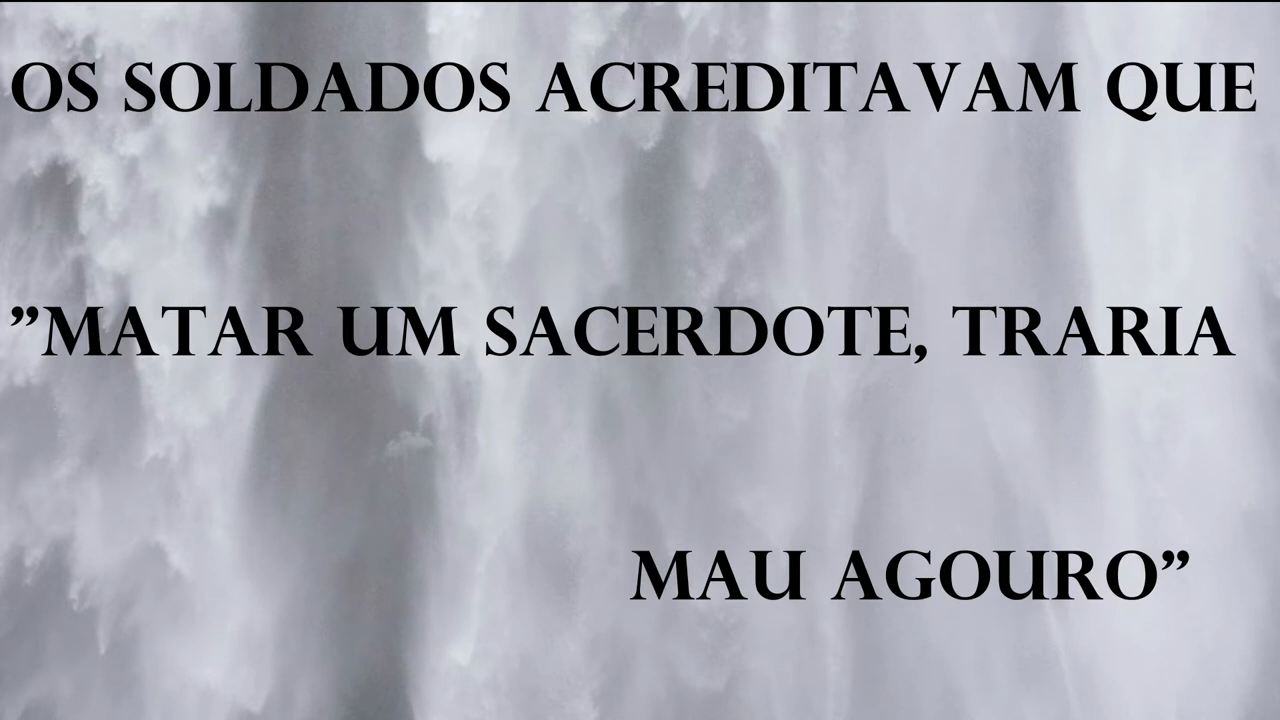 OS SOLDADOS ACREDITAVAM QUE
”MATAR UM SACERDOTE, TRARIA
MAU AGOURO”